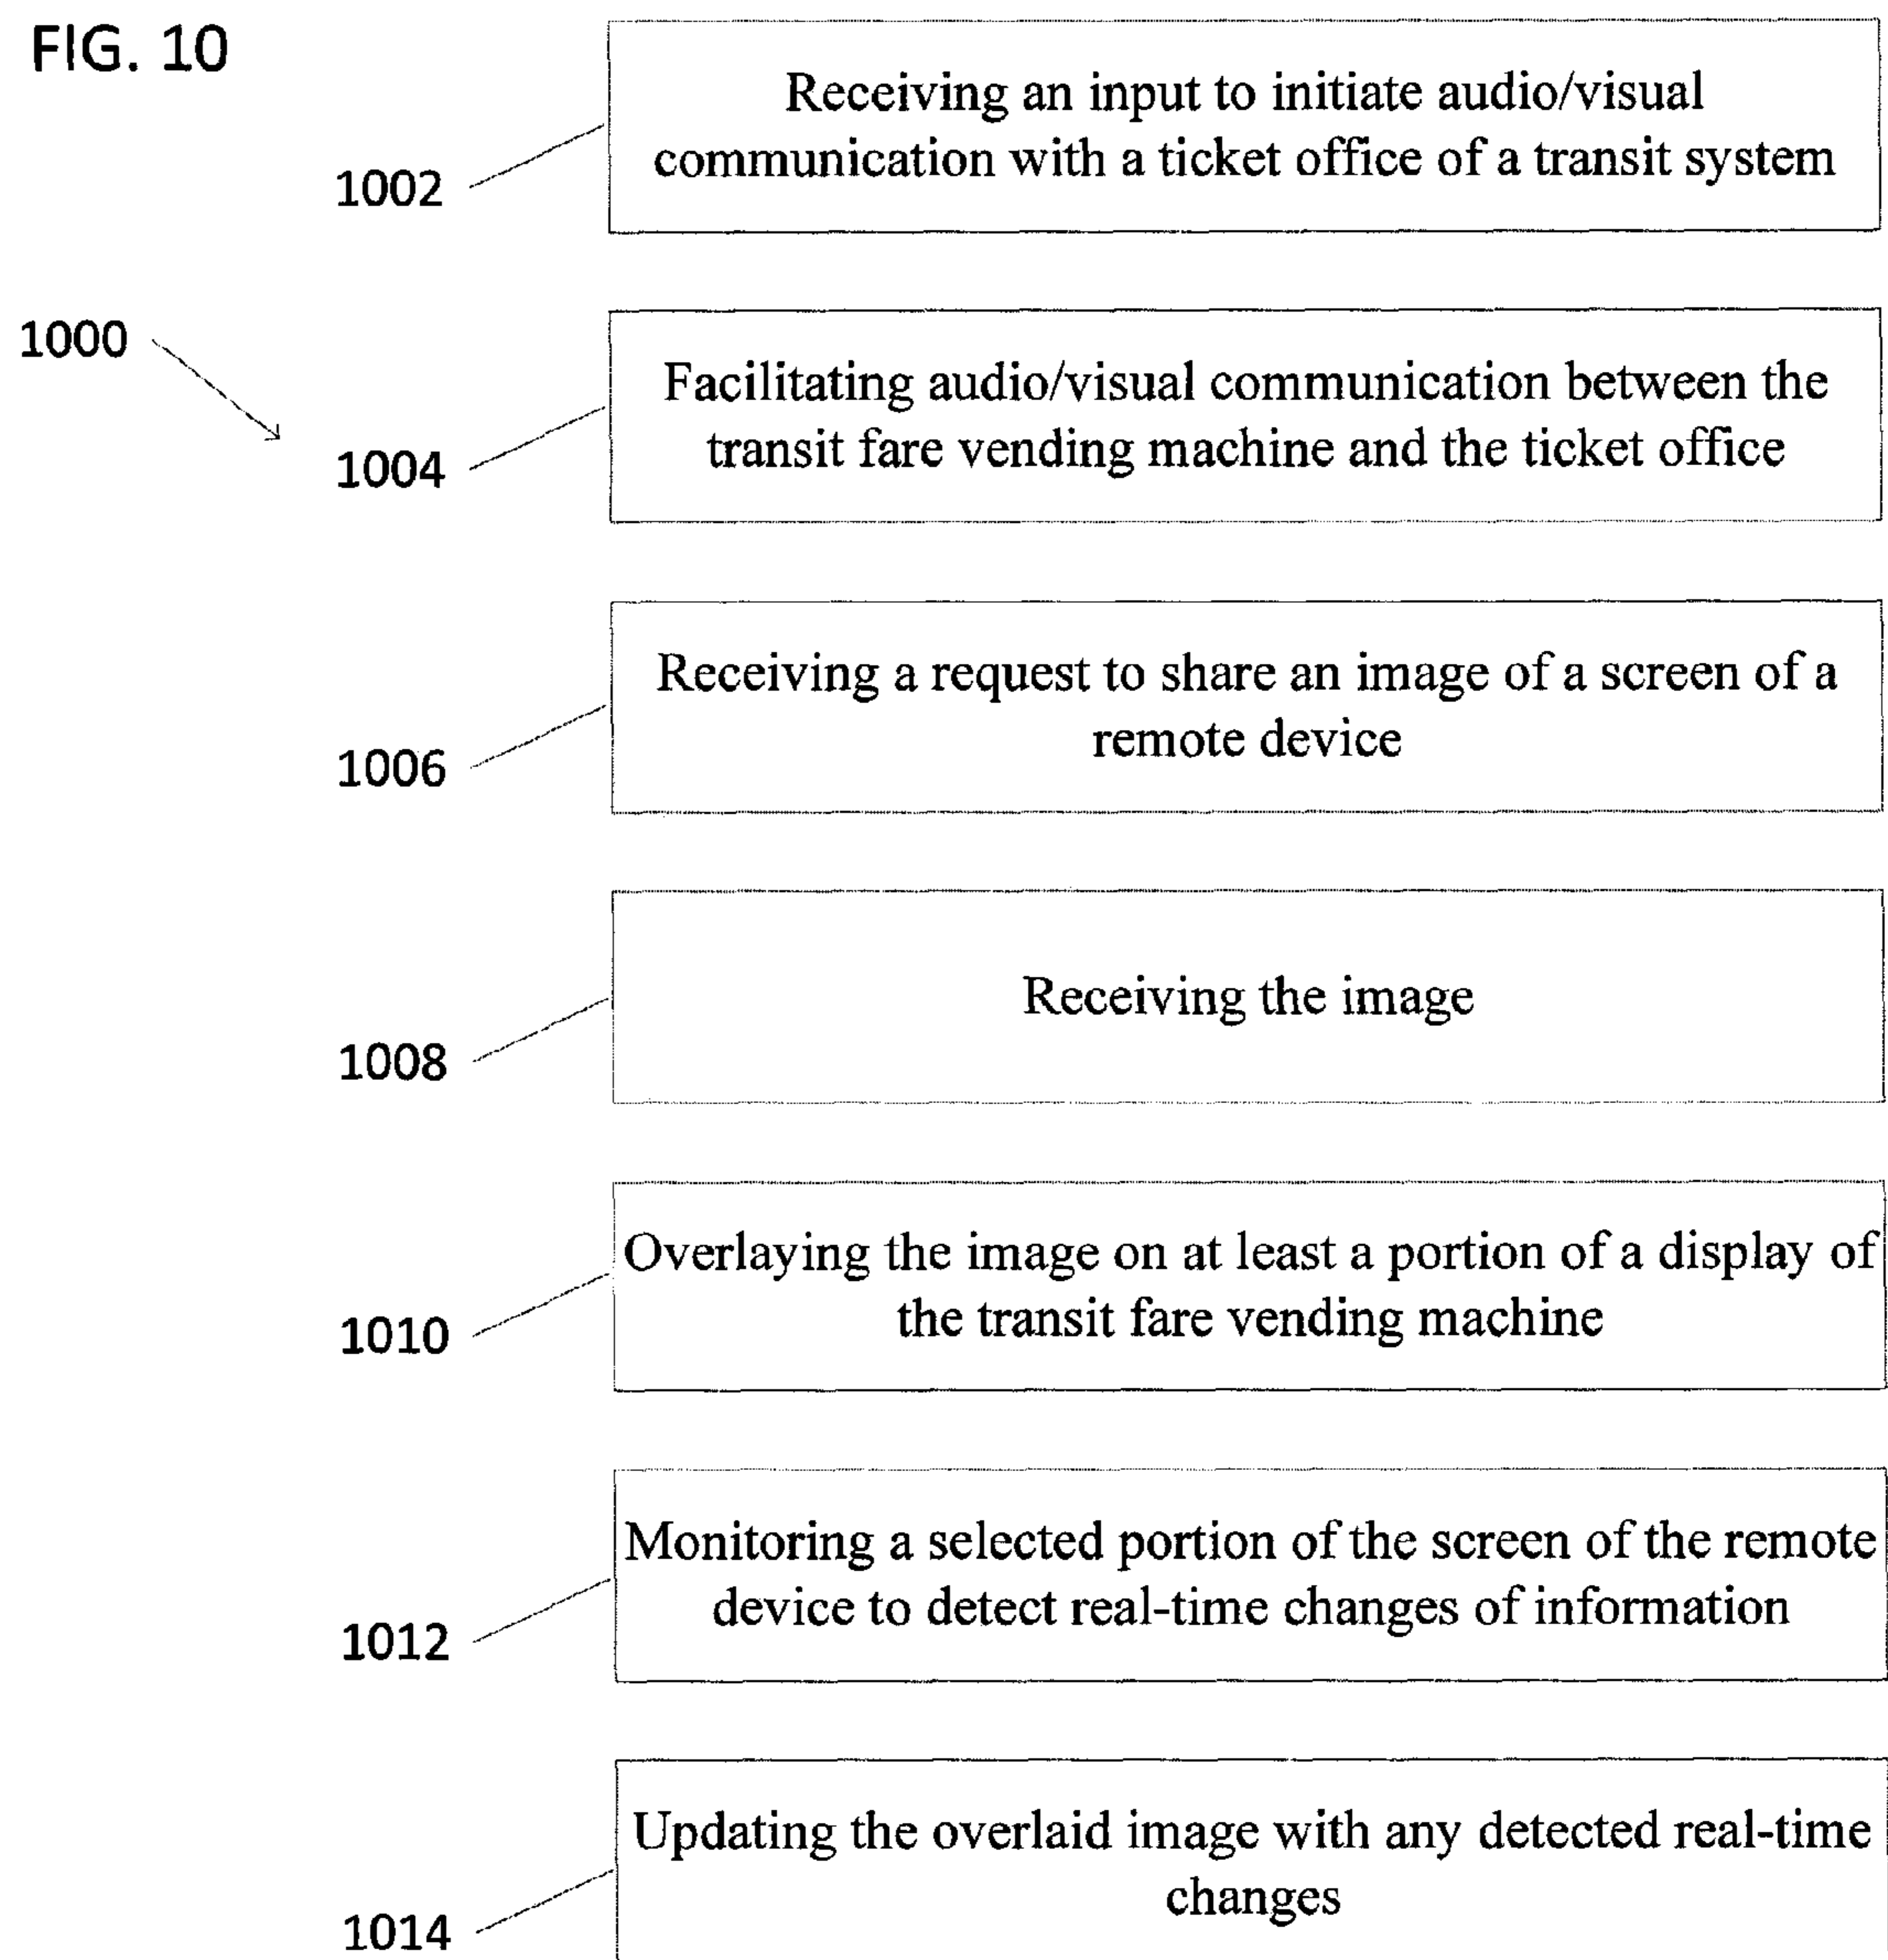 FIG. 10
Receiving an input to initiate audio/visual
communication with a ticket office of a transit system
1002
1000
Facilitating audio/visual communication between the
transit fare vending machine and the ticket office
1004
Receiving a request to share an image of a screen of a
remote device
1006
Receiving the image
1008
Overlaying the image on at least a portion of a display of
the transit fare vending machine
1010
Monitoring a selected portion of the screen of the remote
device to detect real-time changes of information
1012
Updating the overlaid image with any detected real-time
changes
1014